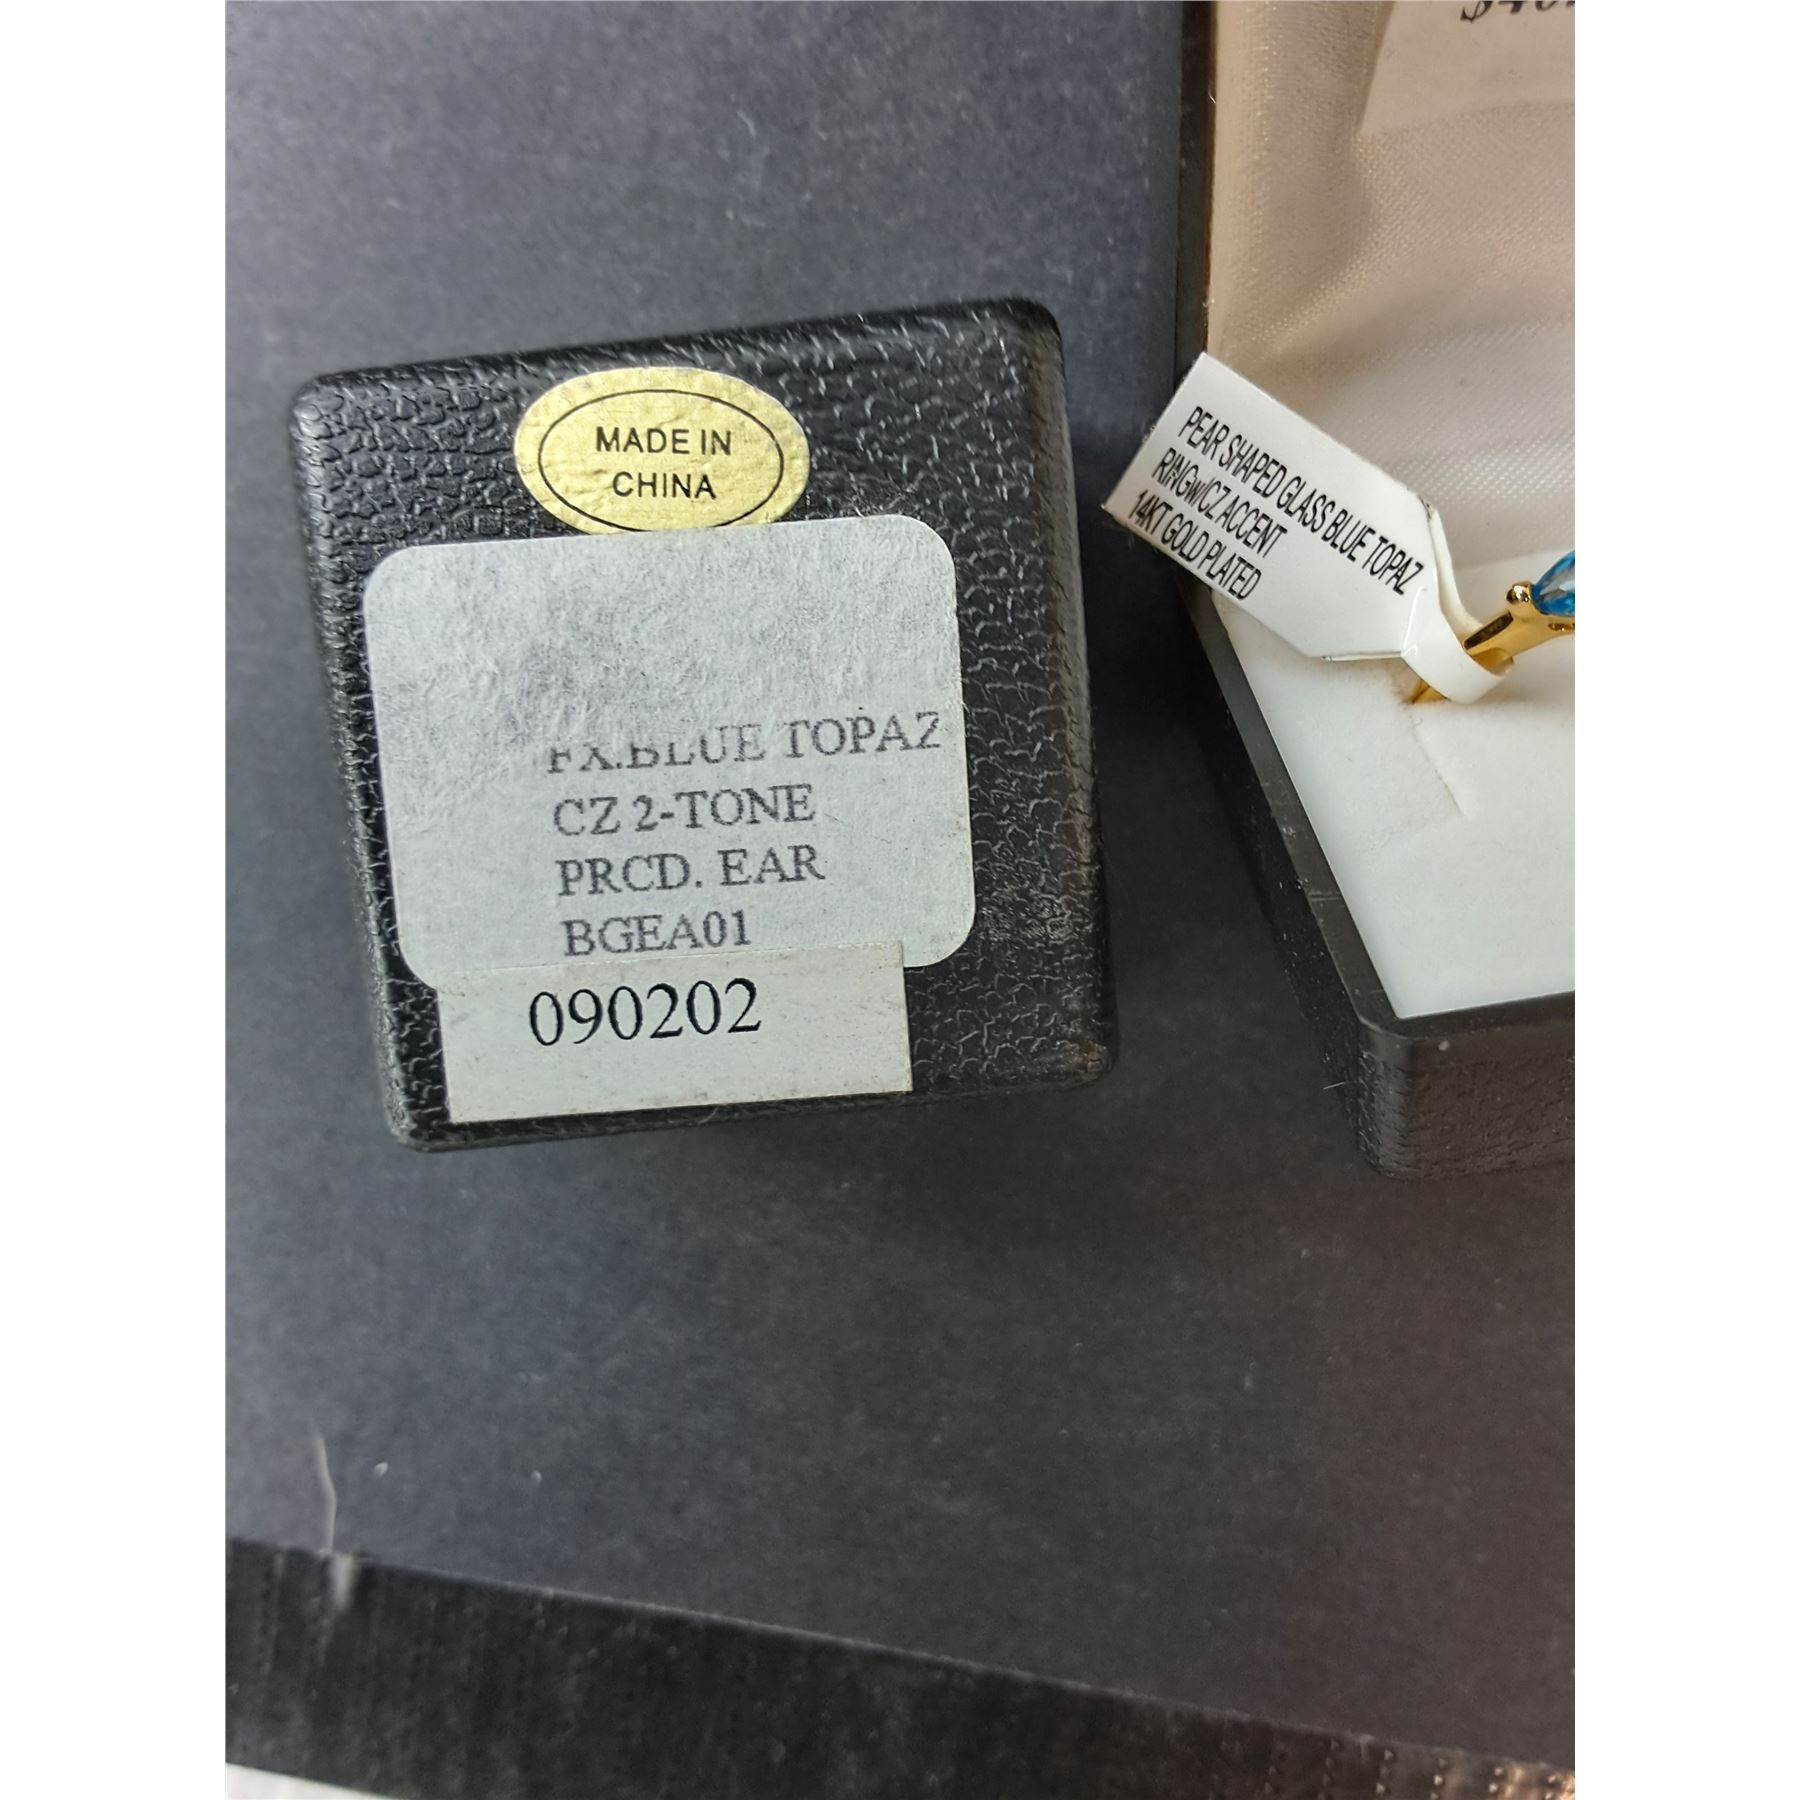 MADE IN
CHINA
FX.BLUE TOPAZ
CZ 2-TONE
PRCD. EAR
BGEA01
090202
PEAR SHAPED GLASS BLUE TOPAZ
RINGw/CZ ACCENT
14KT GOLD PLATED